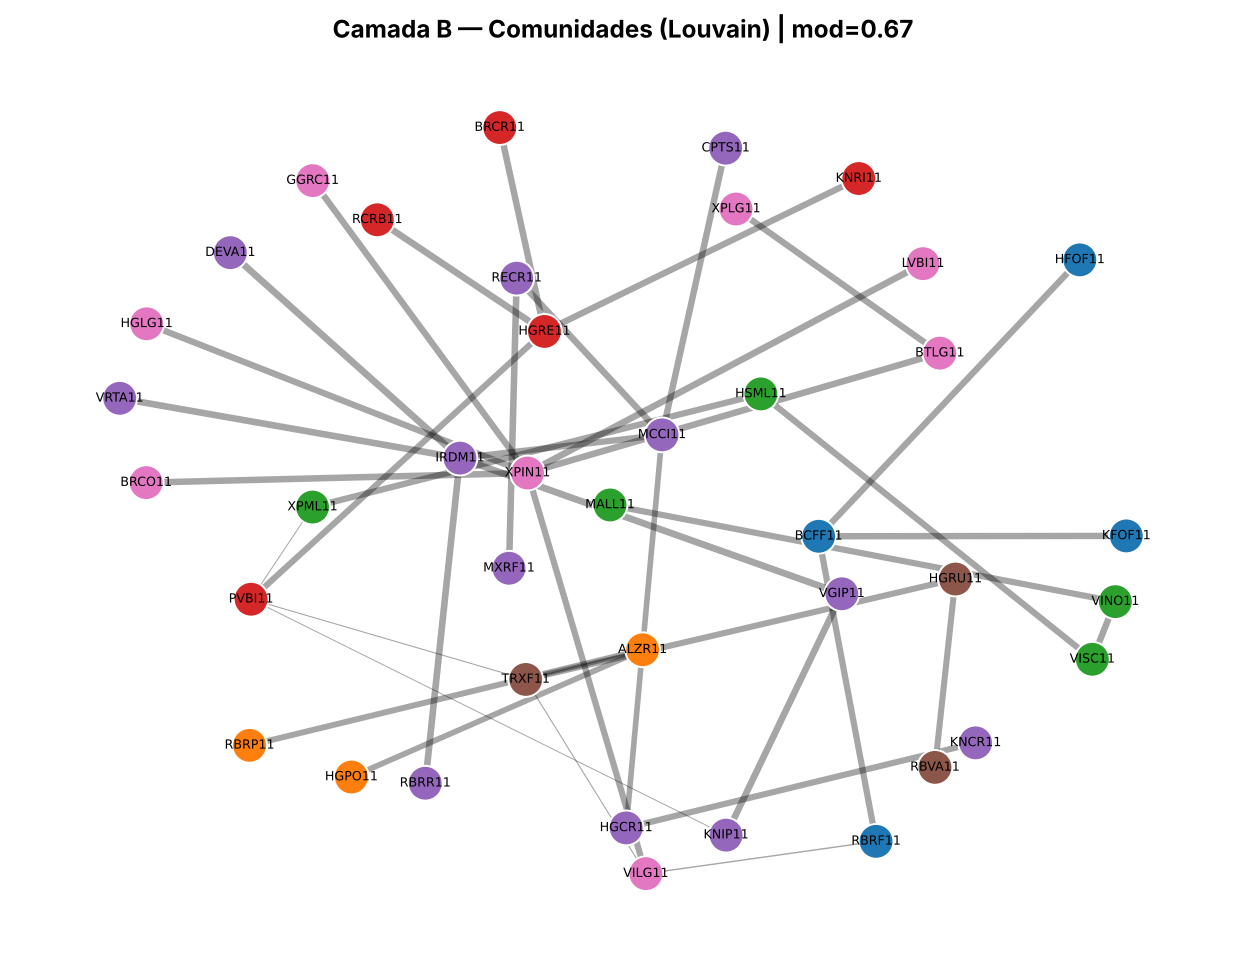 Camada B — Comunidades (Louvain) | mod=0.67
BRCR11
CPTS11
GGRC11
KNRI11
XPLG11
RCRB11
DEVA11
HFOF11
LVBI11
RECR11
HGLG11
HGRE11
BTLG11
HSML11
VRTA11
MCCI11
IRDM11
XPIN11
BRCO11
XPML11
MALL11
BCFF11
KFOF11
MXRF11
HGRU11
VGIP11
PVBI11
VINO11
ALZR11
VISC11
TRXF11
KNCR11
RBRP11
RBVA11
HGPO11
RBRR11
HGCR11
KNIP11
RBRF11
VILG11